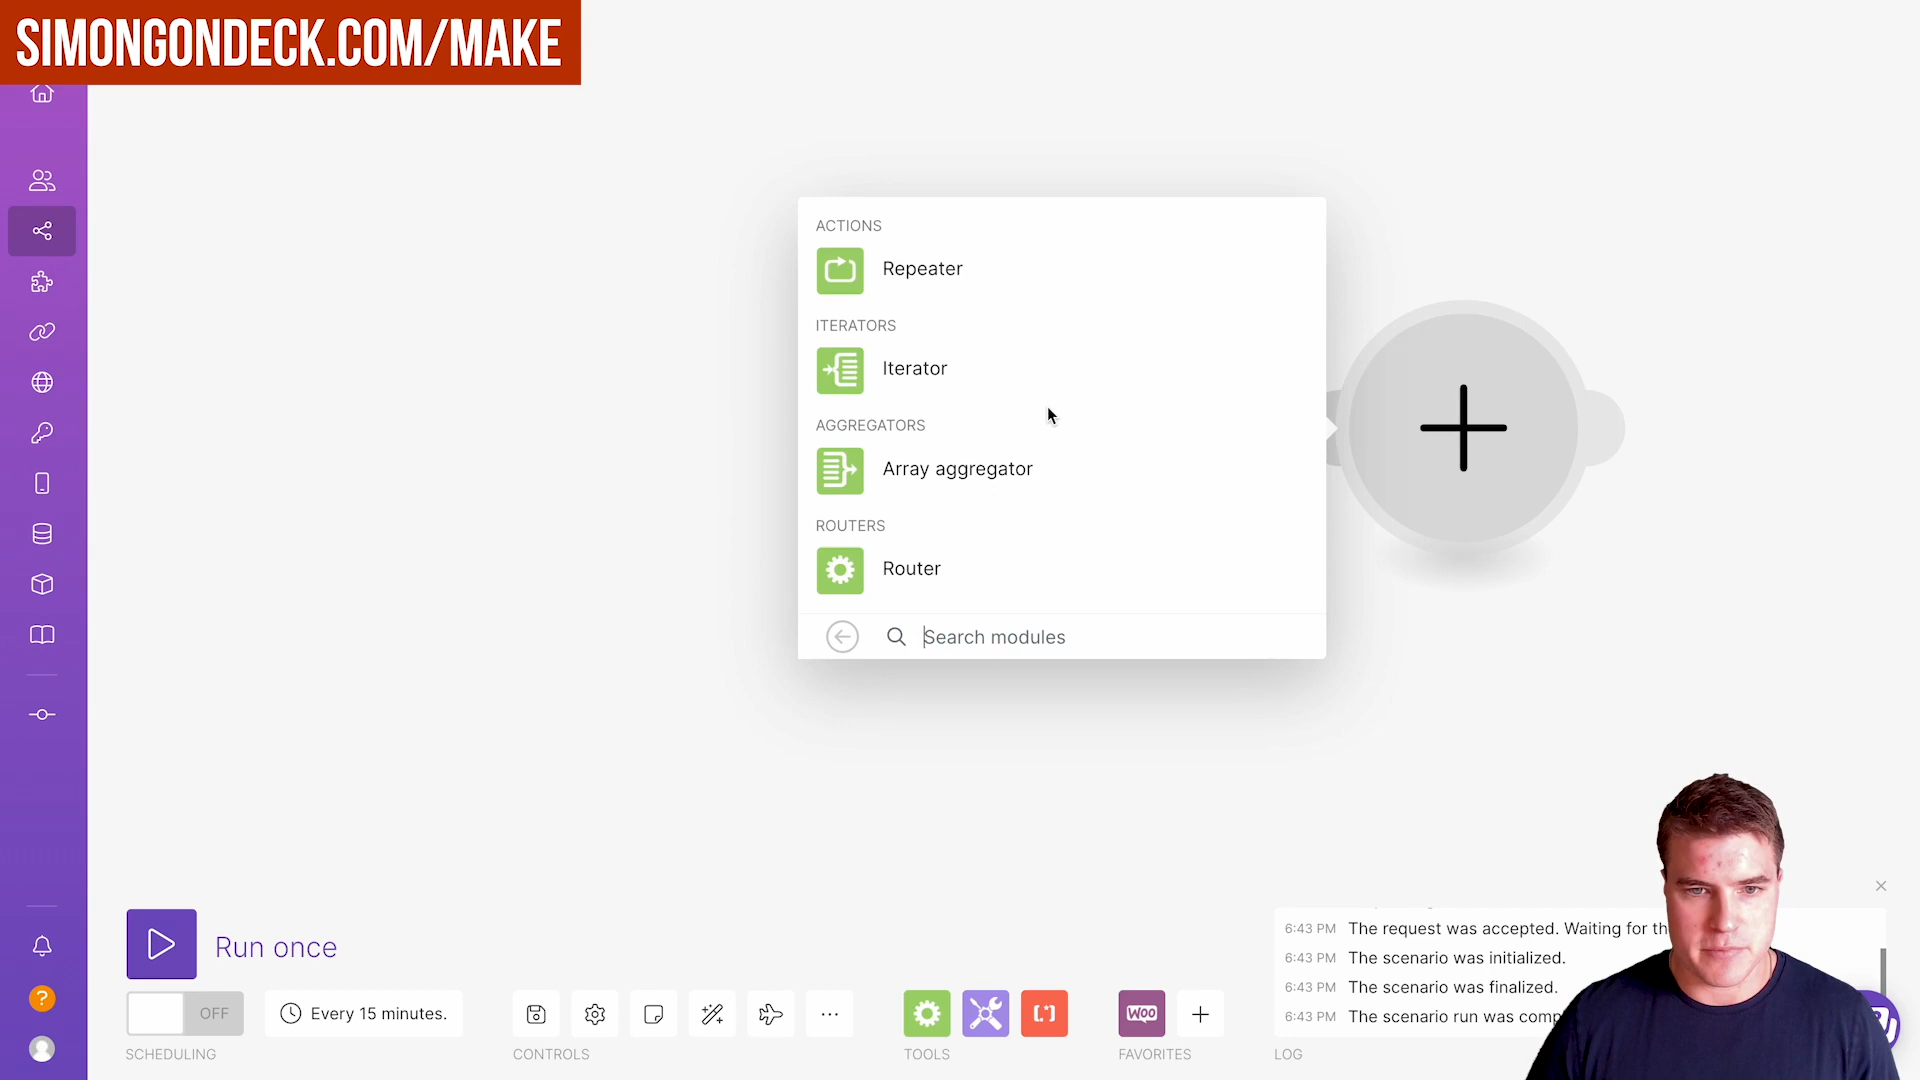 SIMONGONDECK.COM/MAKE
ACTIONS
Repeater
ITERATORS
Iterator
AGGREGATORS
Array aggregator
ROUTERS
Router
Search modules
Run once
OFF
Every 15 minutes.
SCHEDULING
CONTROLS
[.*]
TOOLS
WOO
FAVORITES
6:43 PM The request was accepted. Waiting for th
6:43 PM The scenario was initialized.
6:43 PM The scenario was finalized.
6:43 PM The scenario run was comp
LOG
?